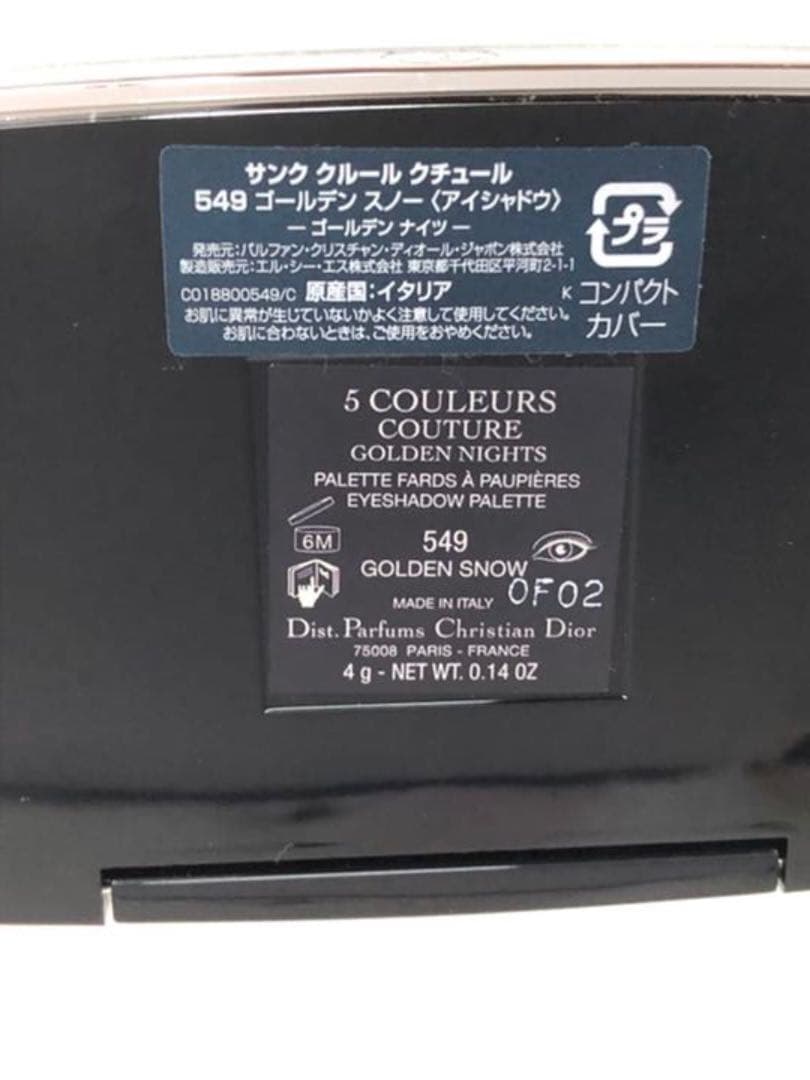 サンク クルール クチュール
549 ゴールデン スノー〈アイシャドウ〉
― ゴールデン ナイツ ―
発売元:パルファン・クリスチャン・ディオール・ジャポン株式会社
製造販売元:エル・シー・エス株式会社 東京都千代田区平河町2-1-1
C018800549/C 原産国:イタリア K
お肌に異常が生じていないかよく注意して使用してください。
お肌に合わないときは、ご使用をおやめください。
プラ
コンパクト
カバー
5 COULEURS
COUTURE
GOLDEN NIGHTS
PALETTE FARDS À PAUPIÈRES
EYESHADOW PALETTE
6M
549
GOLDEN SNOW
MADE IN ITALY 0F02
Dist. Parfums Christian Dior
75008 PARIS - FRANCE
4 g - NET WT. 0.14 OZ